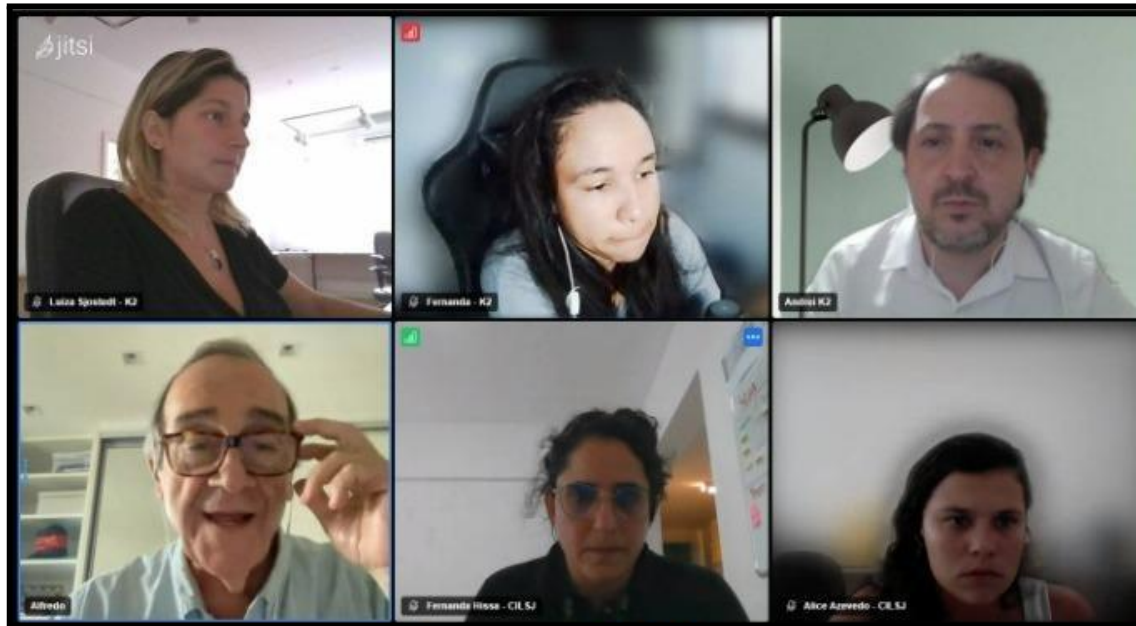 jitsi
Luiza Sjostedt - K2
Fernanda - K2
Andrei K2
Alfredo
Fernanda Hissa - CILSJ
Alice Azevedo - CILSJ